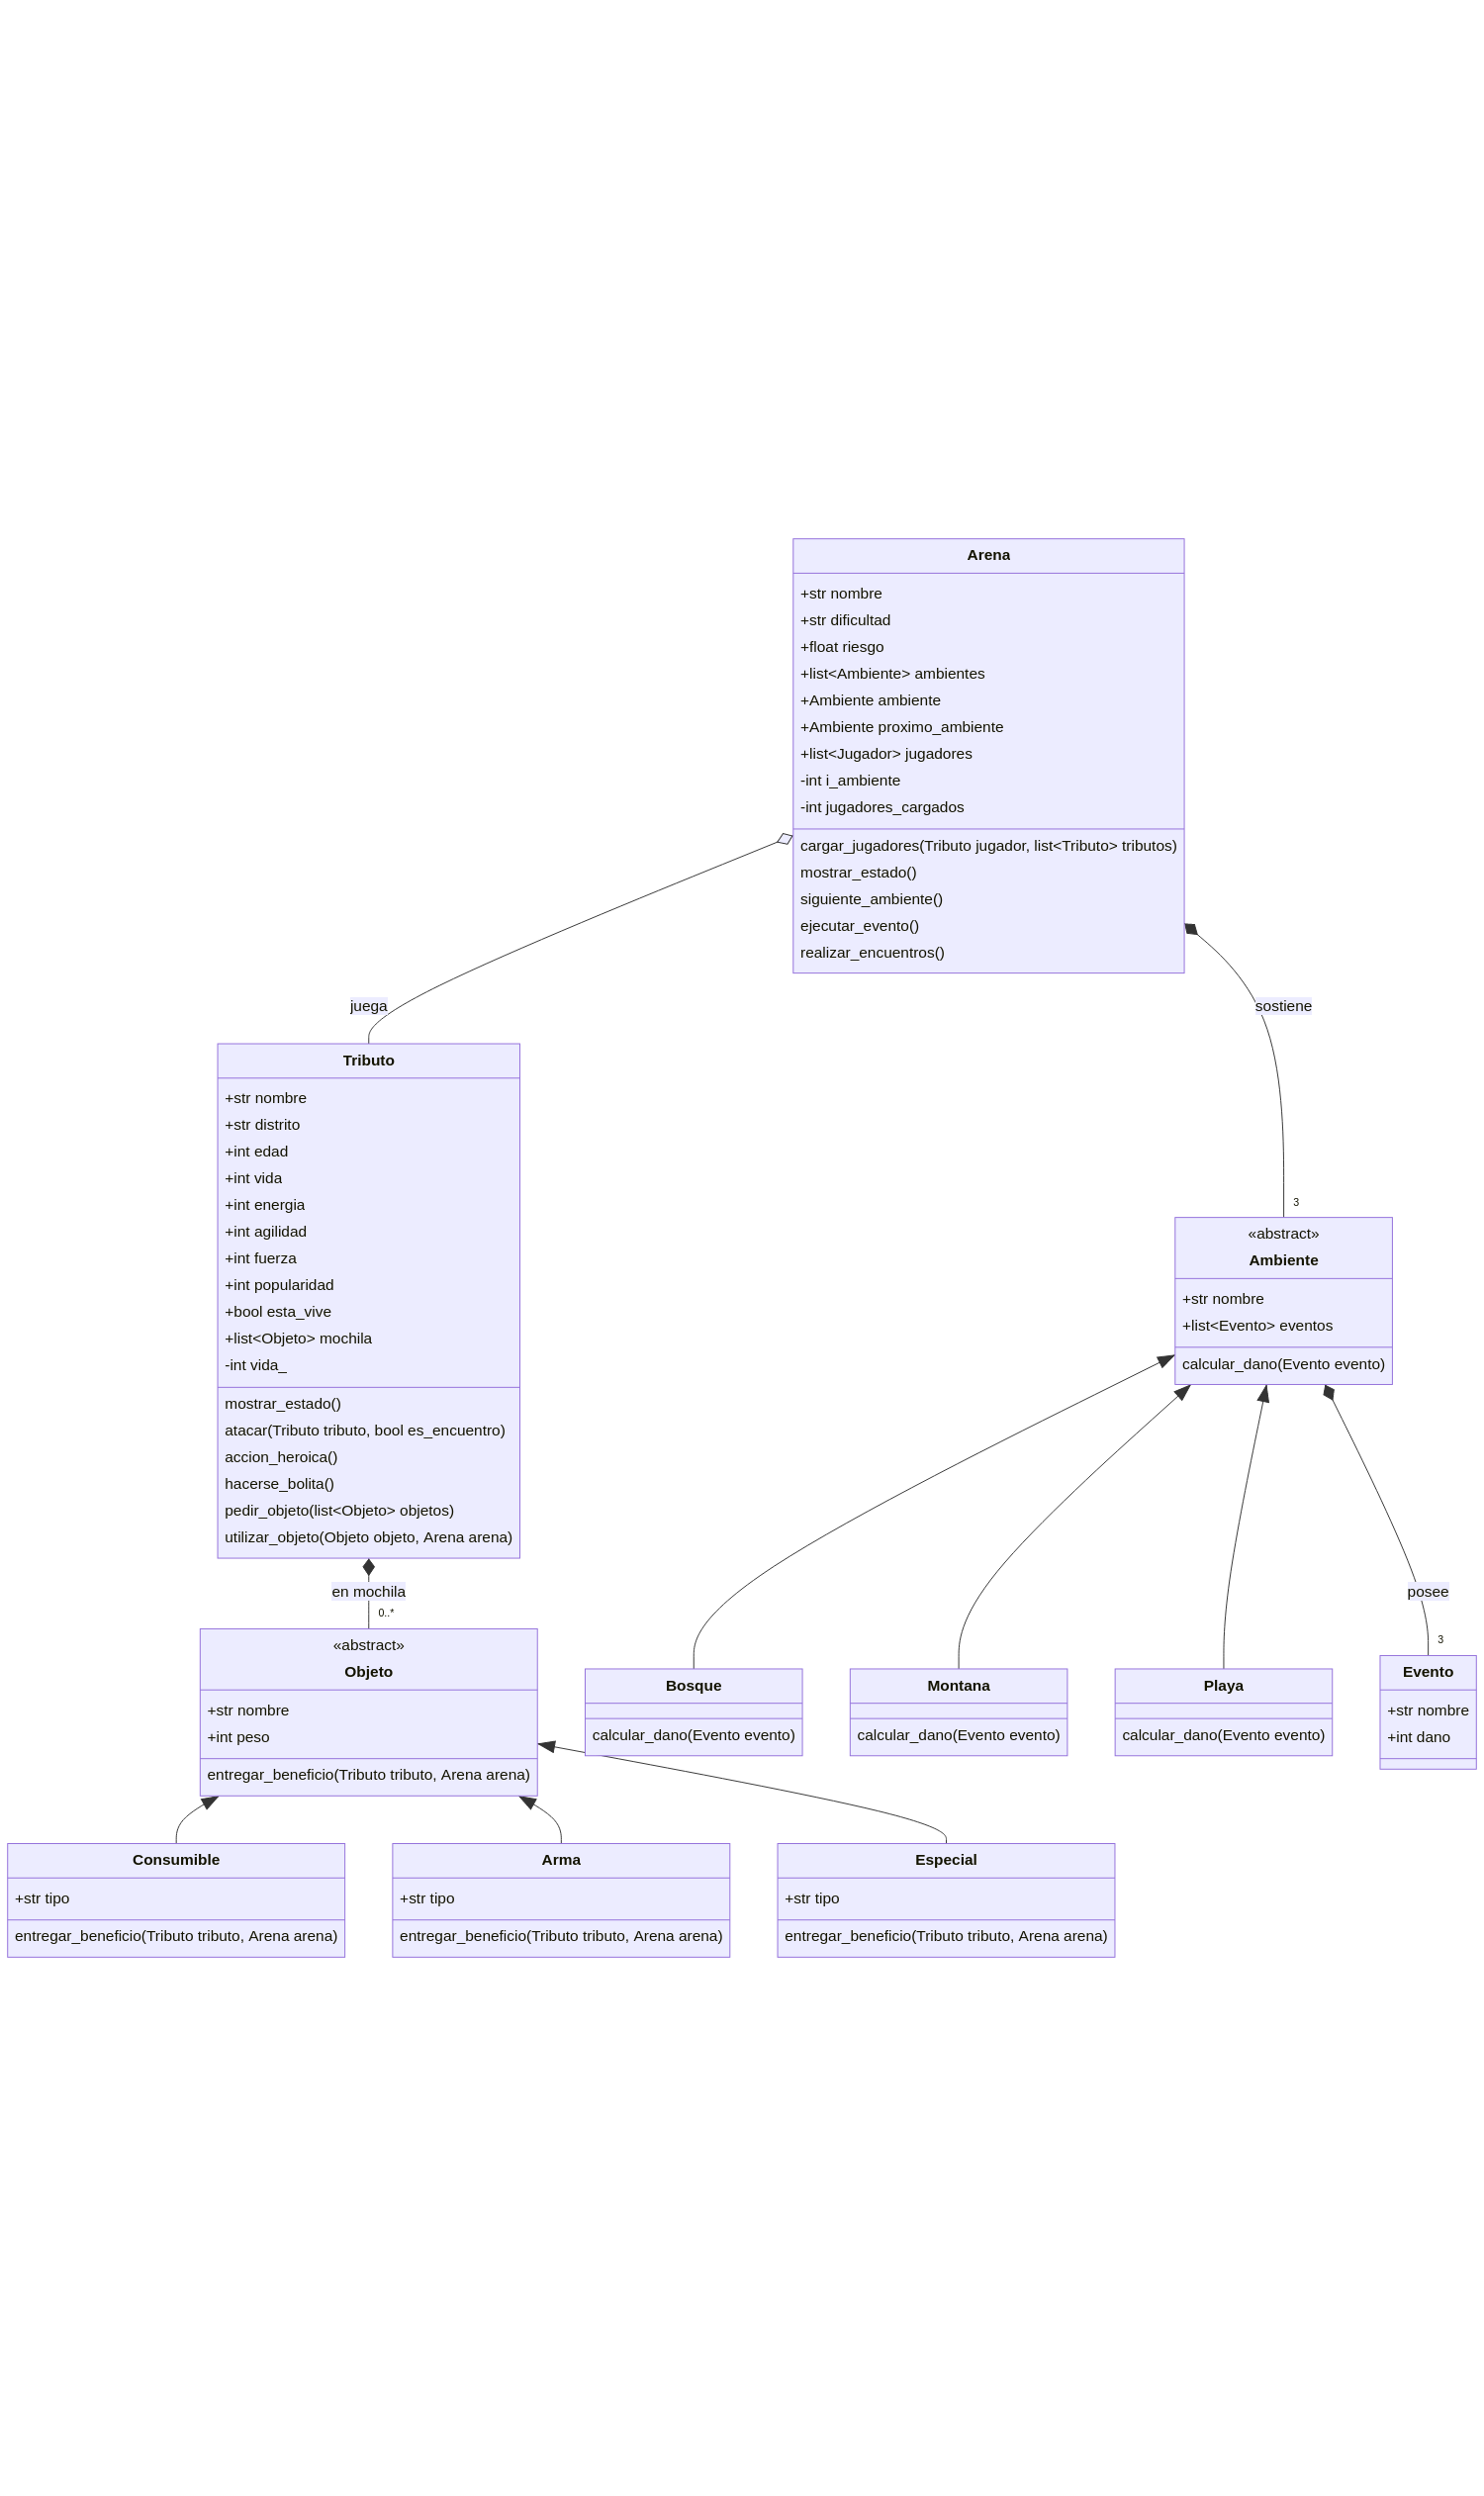 Arena
+str nombre
+str dificultad
+float riesgo
+list<Ambiente> ambientes
+Ambiente ambiente
+Ambiente proximo_ambiente
+list<Jugador> jugadores
-int i_ambiente
-int jugadores_cargados
cargar_jugadores(Tributo jugador, list<Tributo> tributos)
mostrar_estado()
siguiente_ambiente()
ejecutar_evento()
realizar_encuentros()
juega
sostiene
Tributo
+str nombre
+str distrito
+int edad
+int vida
+int energia
+int agilidad
+int fuerza
+int popularidad
+bool esta_vive
+list<Objeto> mochila
-int vida_
mostrar_estado()
atacar(Tributo tributo, bool es_encuentro)
accion_heroica()
hacerse_bolita()
pedir_objeto(list<Objeto> objetos)
utilizar_objeto(Objeto objeto, Arena arena)
3
«abstract»
Ambiente
+str nombre
+list<Evento> eventos
calcular_dano(Evento evento)
en mochila
0..*
posee
3
«abstract»
Objeto
+str nombre
+int peso
entregar_beneficio(Tributo tributo, Arena arena)
Bosque
calcular_dano(Evento evento)
Montana
calcular_dano(Evento evento)
Playa
calcular_dano(Evento evento)
Evento
+str nombre
+int dano
Consumible
+str tipo
entregar_beneficio(Tributo tributo, Arena arena)
Arma
+str tipo
entregar_beneficio(Tributo tributo, Arena arena)
Especial
+str tipo
entregar_beneficio(Tributo tributo, Arena arena)